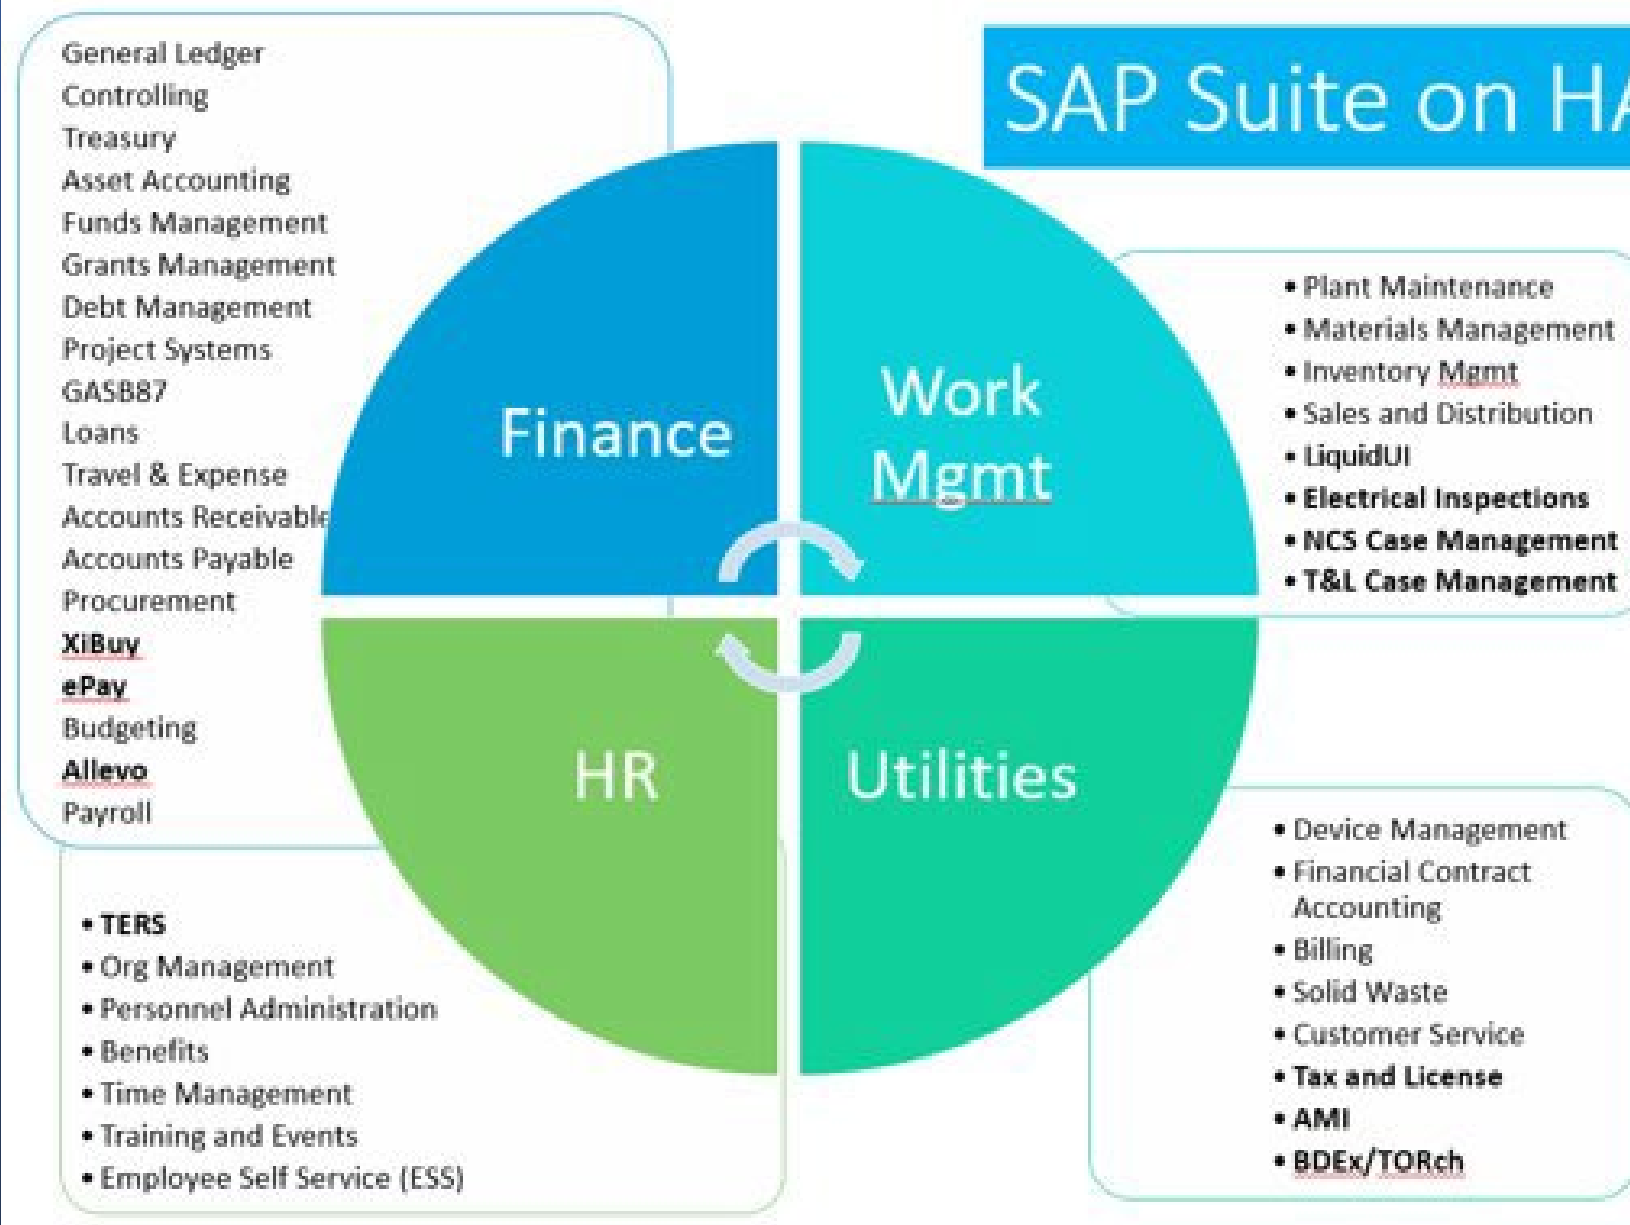 General Ledger
Controlling
Treasury
Asset Accounting
Funds Management
Grants Management
Debt Management
Project Systems
GASB87
Loans
Travel & Expense
Accounts Receivable
Accounts Payable
Procurement
XiBuy
ePay
Budgeting
Allevo
Payroll
SAP Suite on HA
Finance
Work
Mgmt
• Plant Maintenance
• Materials Management
• Inventory Mgmt
• Sales and Distribution
• LiquidUI
• Electrical Inspections
• NCS Case Management
• T&L Case Management
HR
Utilities
• TERS
• Org Management
• Personnel Administration
• Benefits
• Time Management
• Training and Events
• Employee Self Service (ESS)
• Device Management
• Financial Contract
Accounting
• Billing
• Solid Waste
• Customer Service
• Tax and License
• AMI
• BDEx/TORch